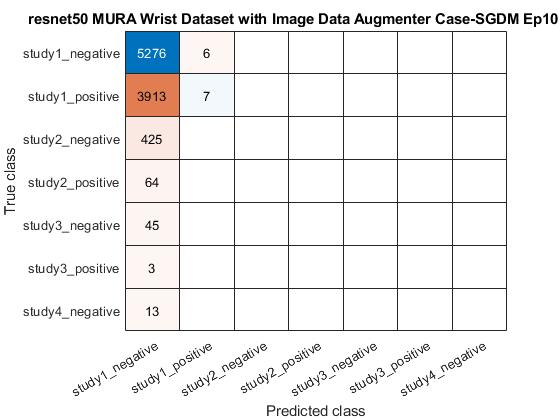 resnet50 MURA Wrist Dataset with Image Data Augmenter Case-SGDM Ep10
True class
study1_negative 5276 6
study1_positive 3913 7
study2_negative 425
study2_positive 64
study3_negative 45
study3_positive 3
study4_negative 13
study1_negative study1_positive study2_negative study2_positive study3_negative study3_positive study4_negative
Predicted class